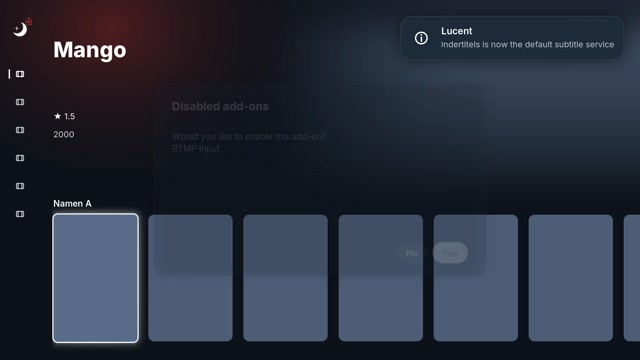 Mango
Lucent
Ondertitels is now the default subtitle service
Disabled add-ons
Would you like to enable this add-on?
RTMP Input
★ 1.5
2000
Namen A
No
Yes